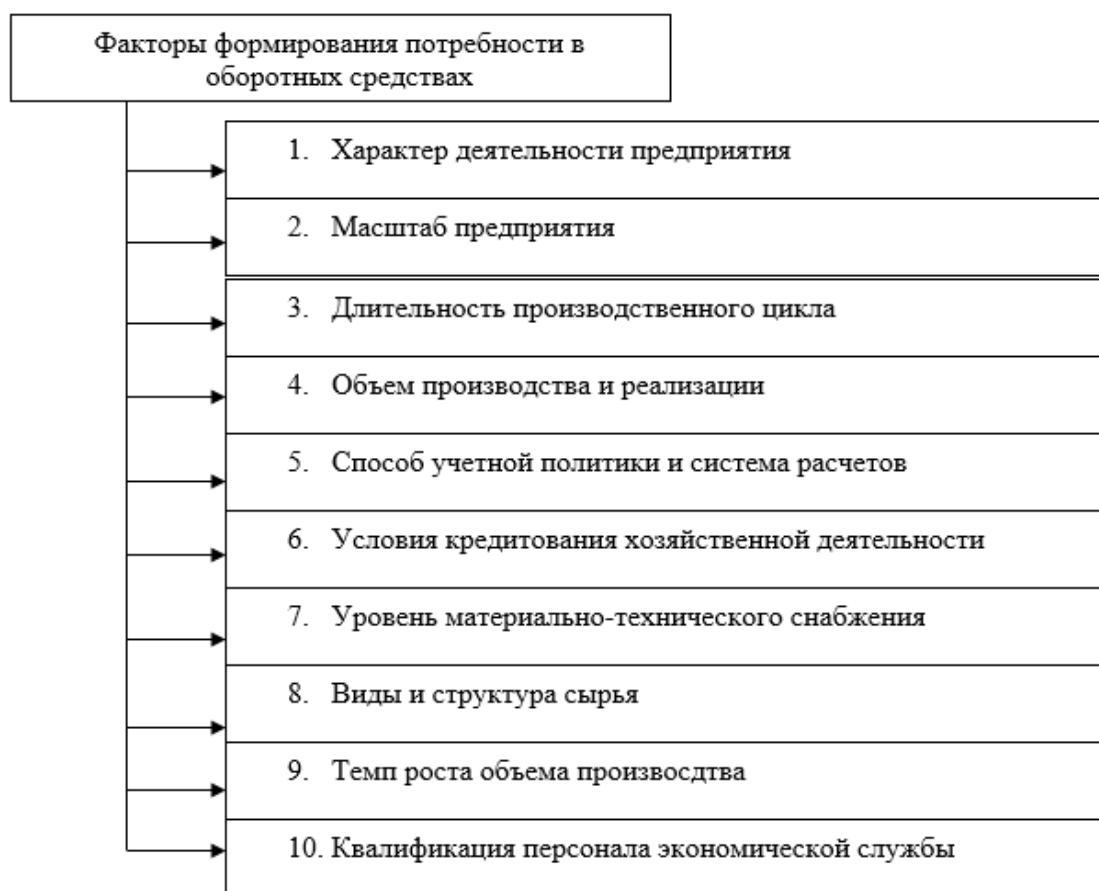 Факторы формирования потребности в
оборотных средствах
1. Характер деятельности предприятия
2. Масштаб предприятия
3. Длительность производственного цикла
4. Объем производства и реализации
5. Способ учетной политики и система расчетов
6. Условия кредитования хозяйственной деятельности
7. Уровень материально-технического снабжения
8. Виды и структура сырья
9. Темп роста объема произвосдтва
10. Квалификация персонала экономической службы